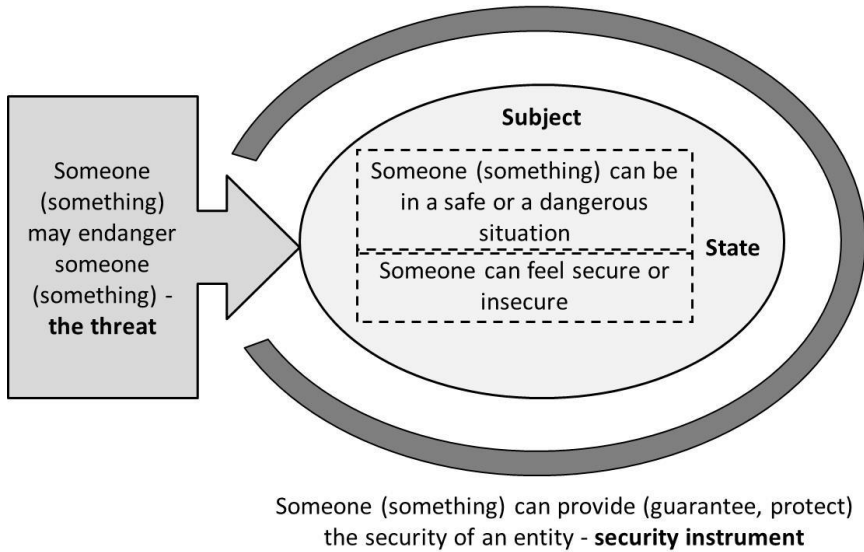 Someone
(something)
may endanger
someone
(something) -
the threat
Subject
Someone (something) can be
in a safe or a dangerous
situation
State
Someone can feel secure or
insecure
Someone (something) can provide (guarantee, protect)
the security of an entity - security instrument